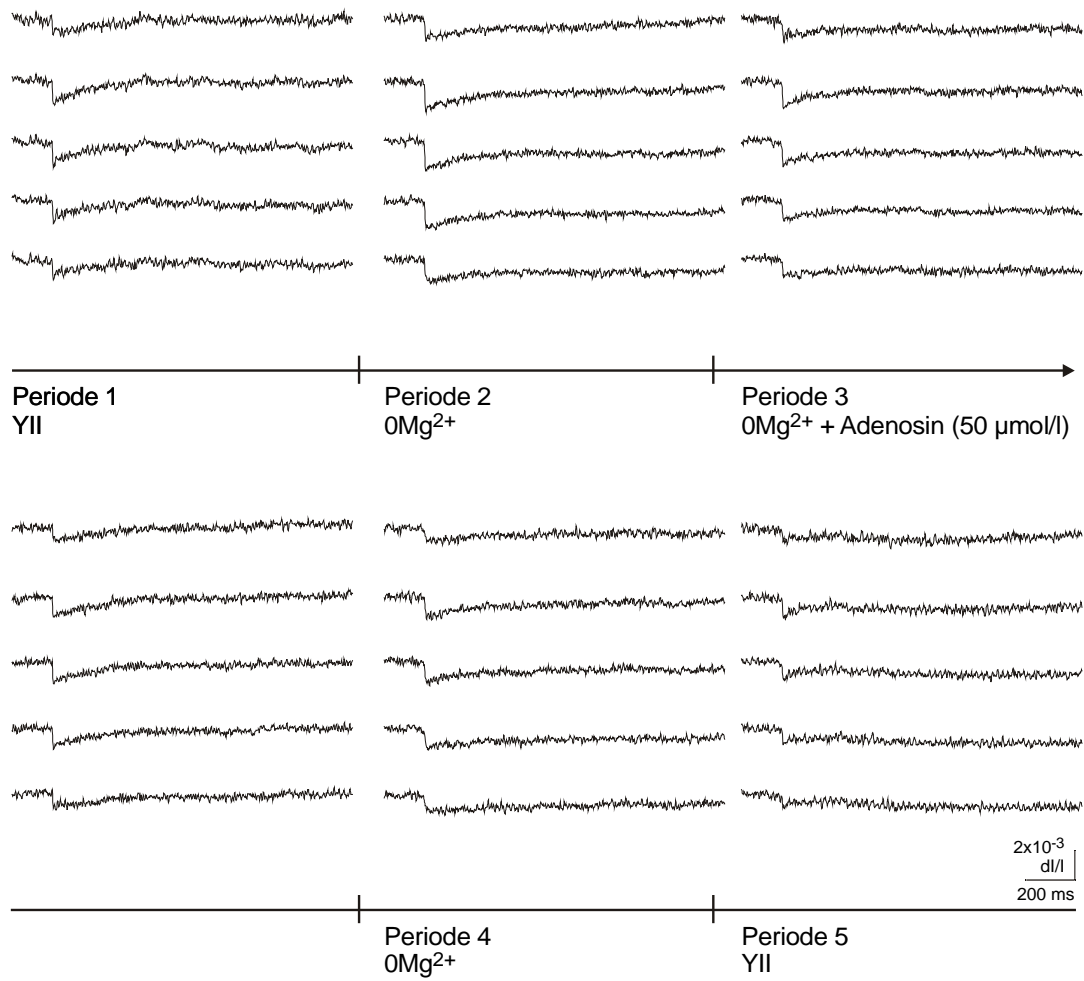 Periode 1
YII
Periode 2
0Mg2+
Periode 3
0Mg2+ + Adenosin (50 µmol/l)
2x10-3
dI/I
200 ms
Periode 4
0Mg2+
Periode 5
YII